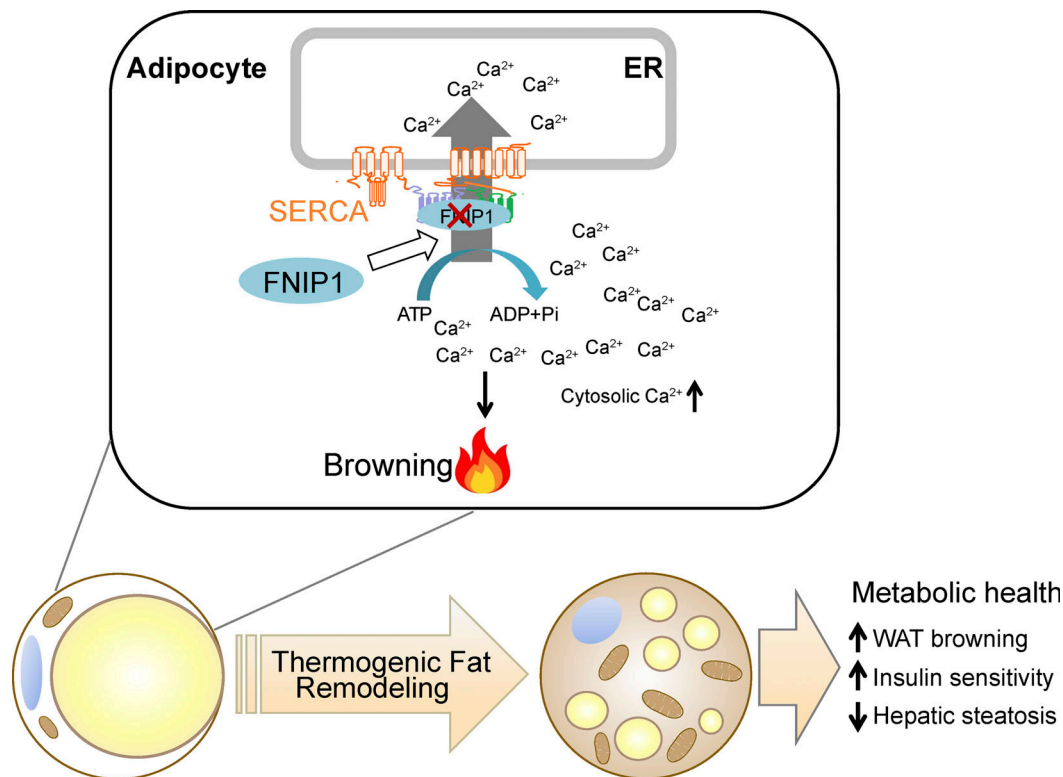 Adipocyte
ER
Ca²⁺
Ca²⁺
Ca²⁺
Ca²⁺
Ca²⁺
SERCA
FNIP1
FNIP1
ATP
ADP+Pi
Ca²⁺
Ca²⁺
Ca²⁺
Ca²⁺
Ca²⁺
Ca²⁺
Ca²⁺
Ca²⁺
Ca²⁺
Ca²⁺
Ca²⁺
Ca²⁺
Cytosolic Ca²⁺
Browning
Thermogenic Fat
Remodeling
Metabolic health
WAT browning
Insulin sensitivity
Hepatic steatosis